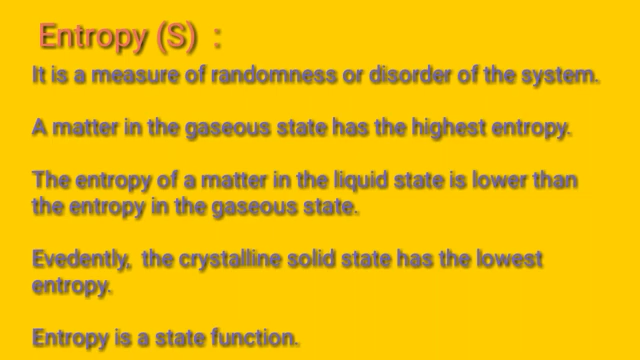 Entropy (S) :
It is a measure of randomness or disorder of the system.
A matter in the gaseous state has the highest entropy.
The entropy of a matter in the liquid state is lower than
the entropy in the gaseous state.
Evedently, the crystalline solid state has the lowest
entropy.
Entropy is a state function.